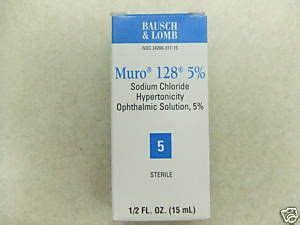 BAUSCH
& LOMB
Muro® 128® 5%
Sodium Chloride
Hypertonicity
Ophthalmic Solution, 5%
5
STERILE
1/2 FL. OZ. (15 mL)